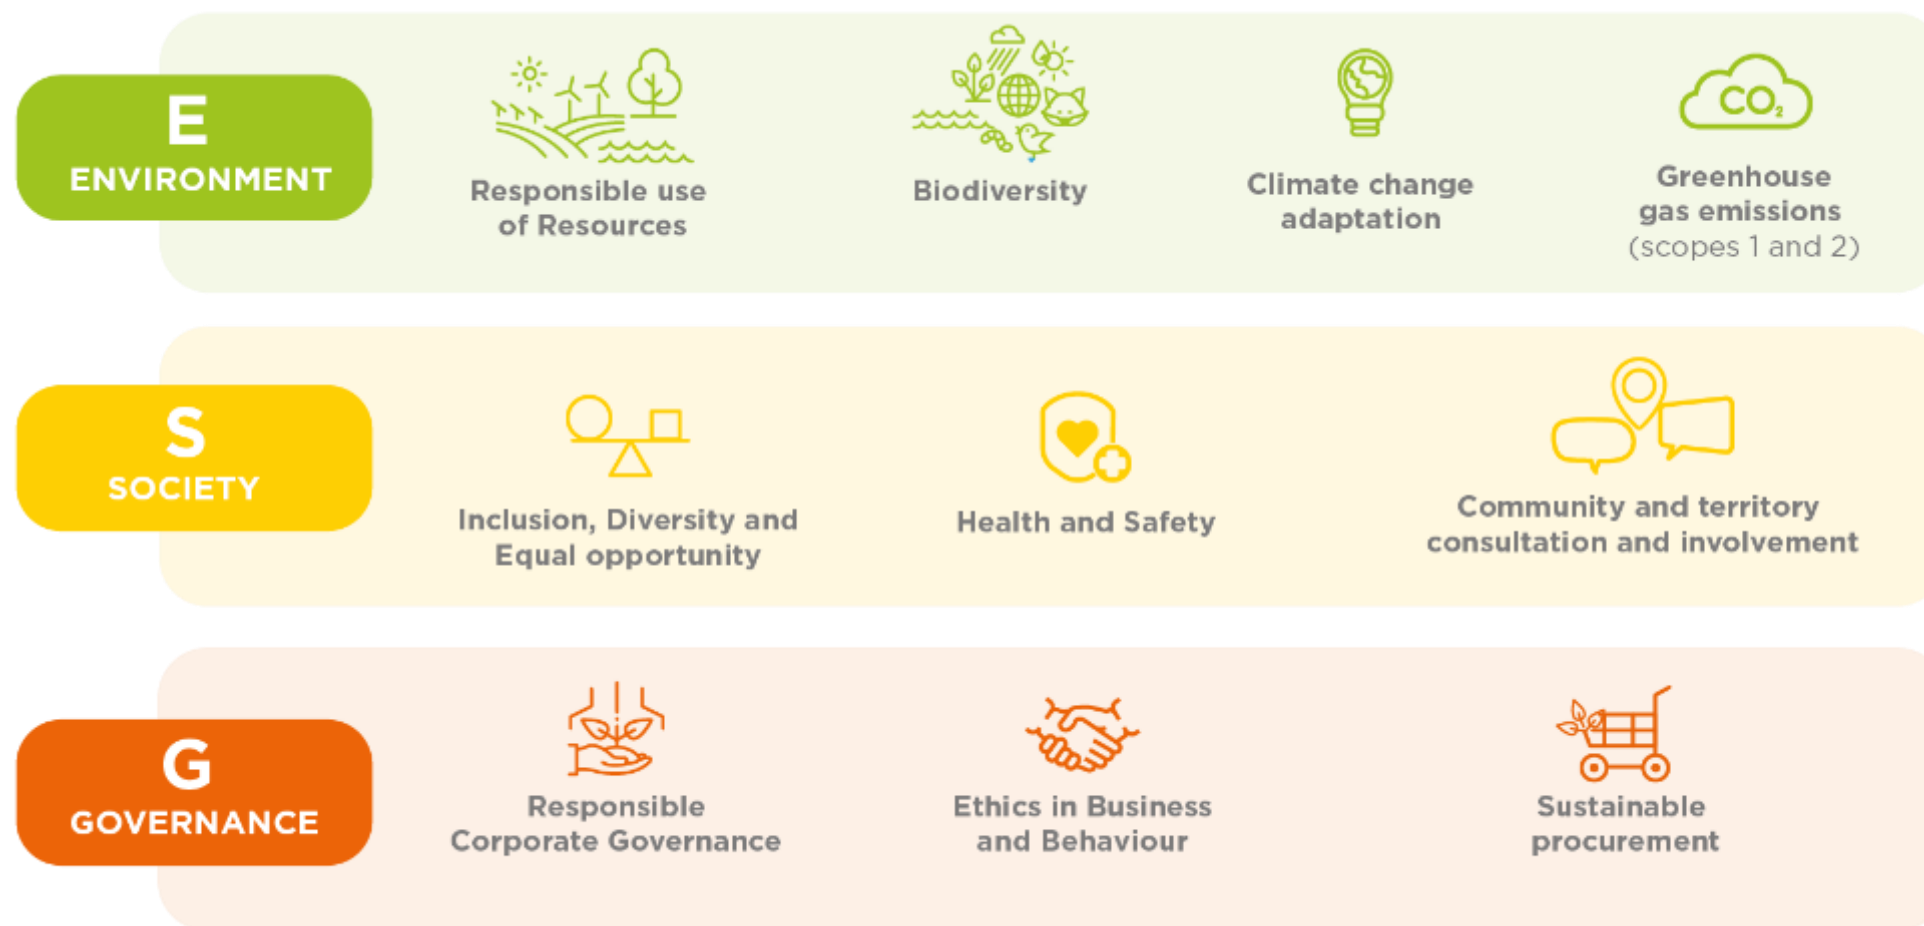 E
ENVIRONMENT
Responsible use
of Resources
Biodiversity
Climate change
adaptation
CO₂
Greenhouse
gas emissions
(scopes 1 and 2)
S
SOCIETY
Inclusion, Diversity and
Equal opportunity
Health and Safety
Community and territory
consultation and involvement
G
GOVERNANCE
Responsible
Corporate Governance
Ethics in Business
and Behaviour
Sustainable
procurement